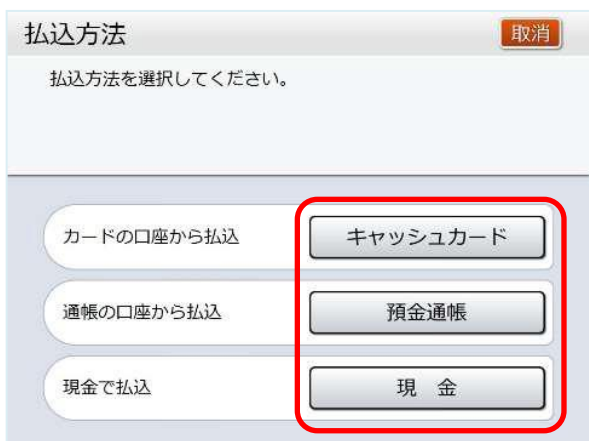 払込方法 取消
払込方法を選択してください。
カードの口座から払込 キャッシュカード
通帳の口座から払込 預金通帳
現金で払込 現　金